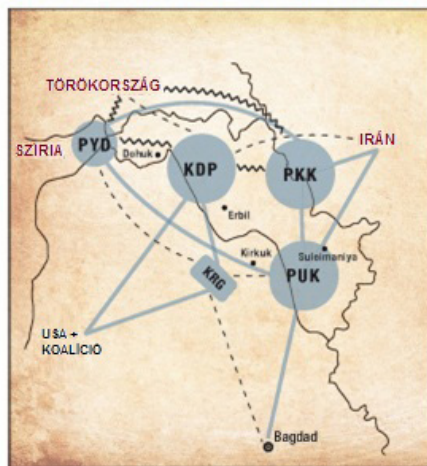 TÖRÖKORSZÁG
IRÁN
SZÍRIA
PYD
Dohuk
KDP
PKK
Erbil
Kirkuk
Suleimaniya
KRG
PUK
USA +
KOALÍCIÓ
Bagdad